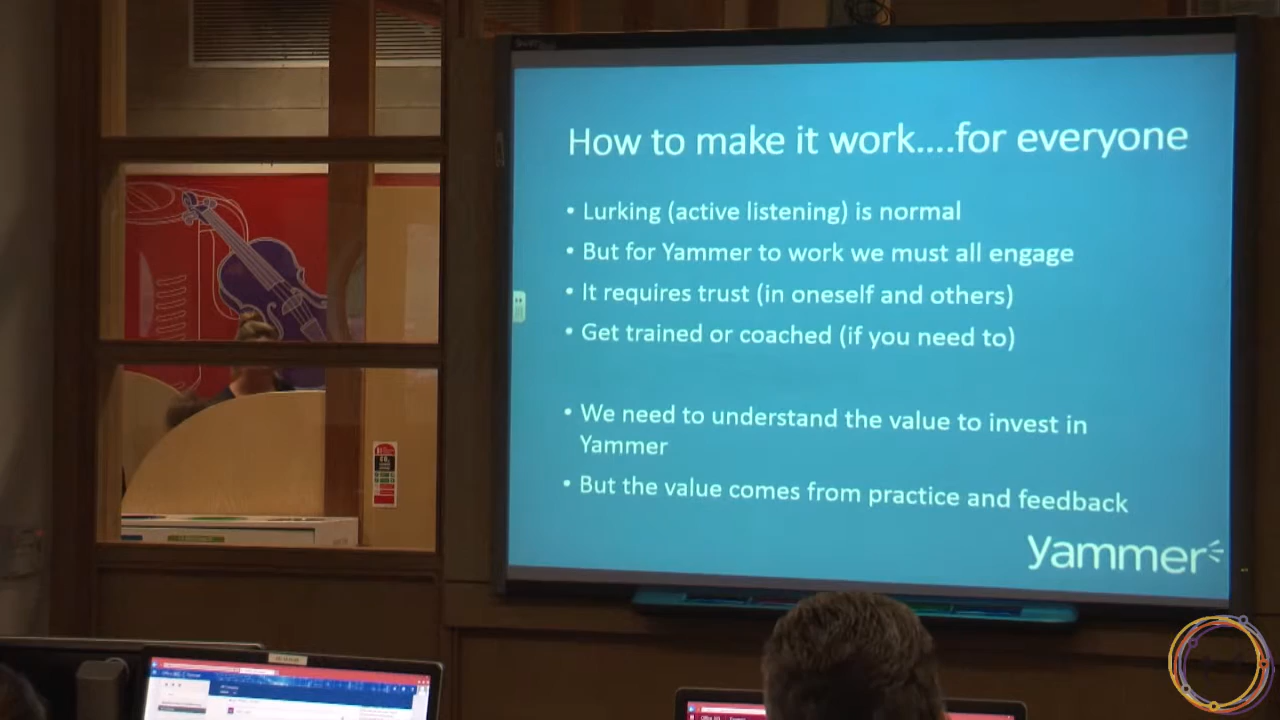 How to make it work....for everyone
• Lurking (active listening) is normal
• But for Yammer to work we must all engage
• It requires trust (in oneself and others)
• Get trained or coached (if you need to)
• We need to understand the value to invest in
Yammer
• But the value comes from practice and feedback
yammer
Office 365